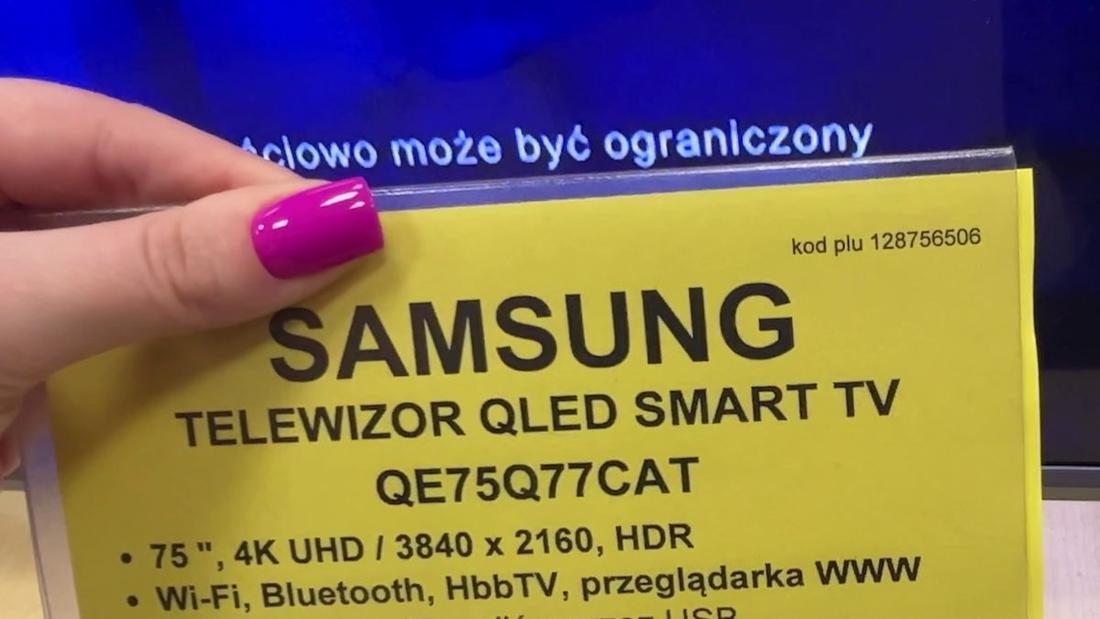 może być ograniczony
kod plu 128756506
SAMSUNG
TELEWIZOR QLED SMART TV
QE75Q77CAT
• 75 ", 4K UHD / 3840 x 2160, HDR
• Wi-Fi, Bluetooth, HbbTV, przeglądarka WWW
USB